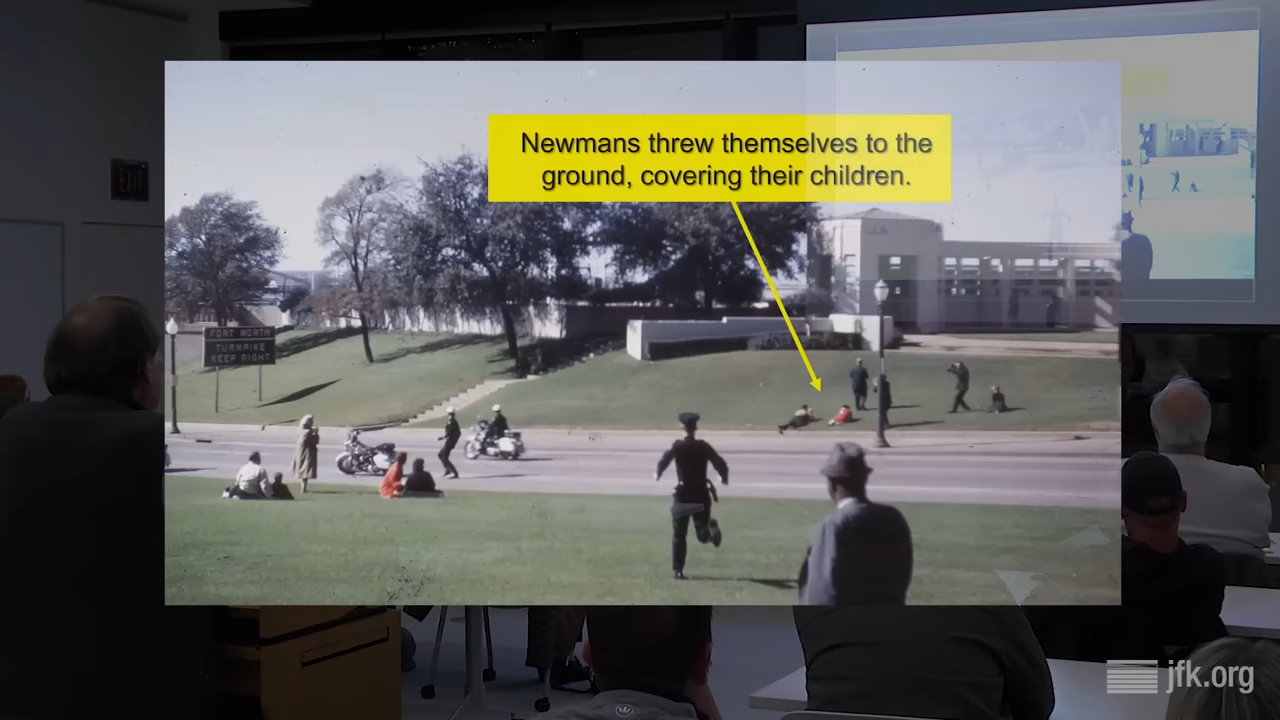 Newmans threw themselves to the
ground, covering their children.
EXIT
FORT WORTH
TURNPIKE
KEEP RIGHT
jfk.org